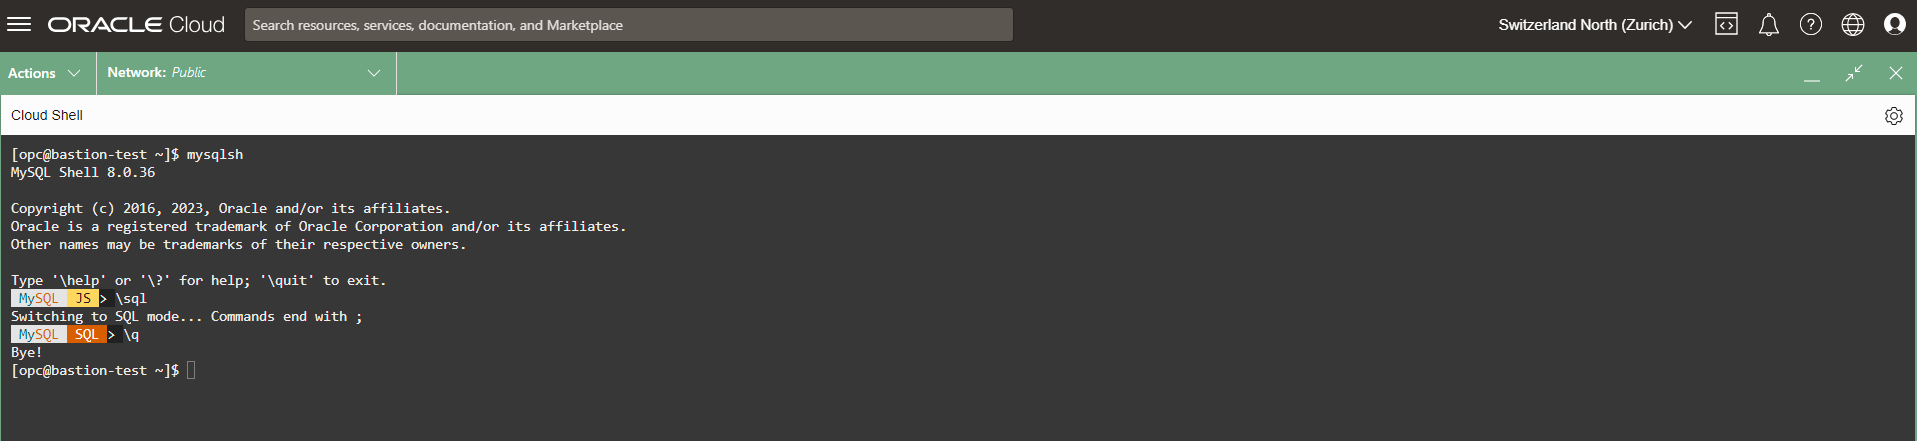 ORACLE Cloud
Search resources, services, documentation, and Marketplace
Switzerland North (Zurich)
Actions
Network: Public
Cloud Shell
[opc@bastion-test ~]$ mysqlsh
MySQL Shell 8.0.36
Copyright (c) 2016, 2023, Oracle and/or its affiliates.
Oracle is a registered trademark of Oracle Corporation and/or its affiliates.
Other names may be trademarks of their respective owners.
Type '\help' or '\?' for help; '\quit' to exit.
MySQL JS > \sql
Switching to SQL mode... Commands end with ;
MySQL SQL > \q
Bye!
[opc@bastion-test ~]$